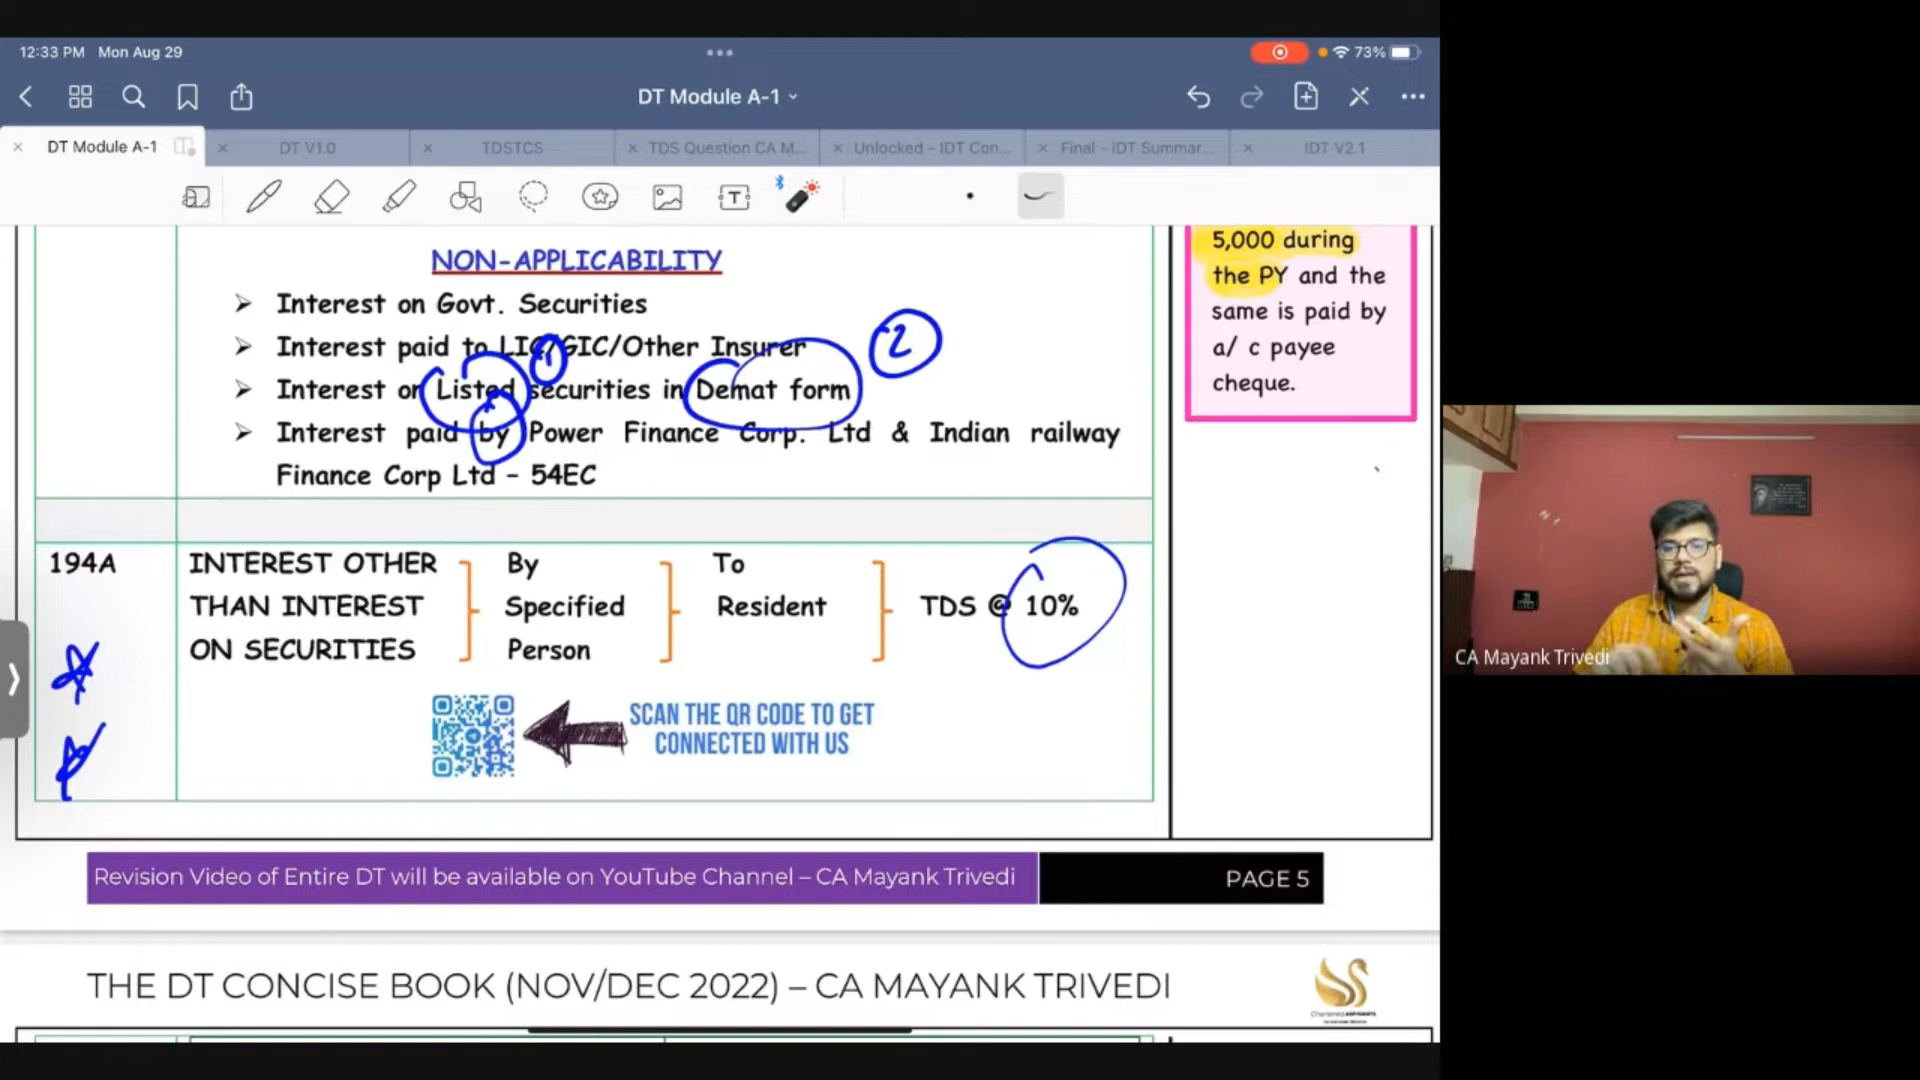 12:33 PM Mon Aug 29
73%
DT Module A-1
DT Module A-1
DT V1.0
TDSTCS
TDS Question CA M...
Unlocked - IDT Con...
Final - IDT Summar...
IDT V2.1
NON-APPLICABILITY
Interest on Govt. Securities
Interest paid to LIC/GIC/Other Insurer
Interest on Listed securities in Demat form
Interest paid by Power Finance Corp. Ltd & Indian railway
Finance Corp Ltd – 54EC
1
2
5,000 during
the PY and the
same is paid by
a/ c payee
cheque.
194A
INTEREST OTHER
THAN INTEREST
ON SECURITIES
By
Specified
Person
To
Resident
TDS @ 10%
SCAN THE QR CODE TO GET
CONNECTED WITH US
Revision Video of Entire DT will be available on YouTube Channel – CA Mayank Trivedi
PAGE 5
THE DT CONCISE BOOK (NOV/DEC 2022) – CA MAYANK TRIVEDI
CA Mayank Trivedi